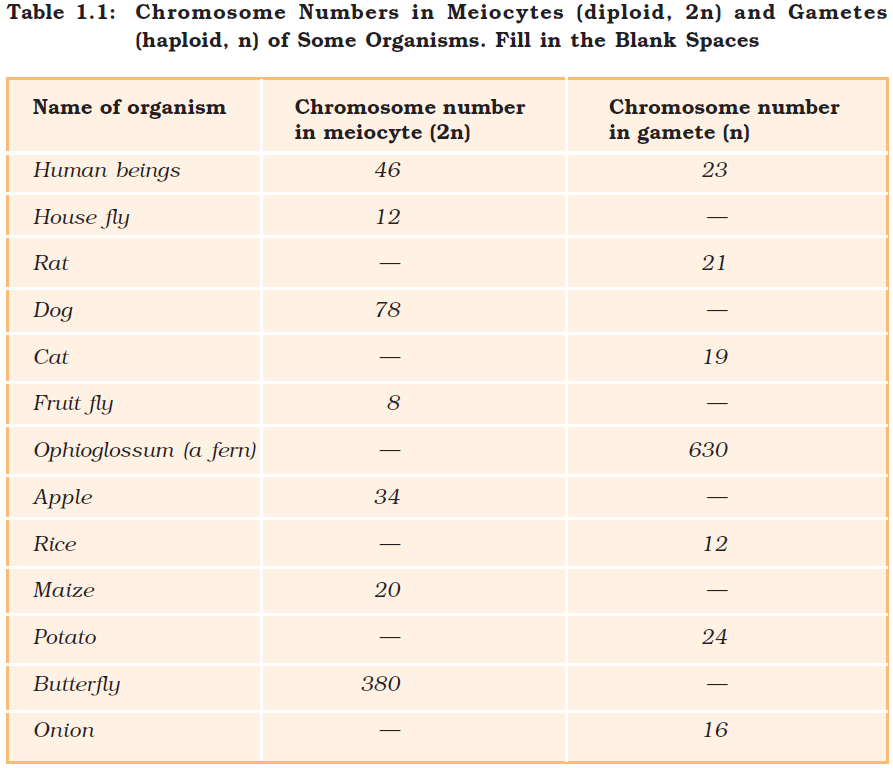 Table 1.1: Chromosome Numbers in Meiocytes (diploid, 2n) and Gametes
(haploid, n) of Some Organisms. Fill in the Blank Spaces
Name of organism Chromosome number in meiocyte (2n) Chromosome number in gamete (n)
Human beings 46 23
House fly 12 —
Rat — 21
Dog 78 —
Cat — 19
Fruit fly 8 —
Ophioglossum (a fern) — 630
Apple 34 —
Rice — 12
Maize 20 —
Potato — 24
Butterfly 380 —
Onion — 16